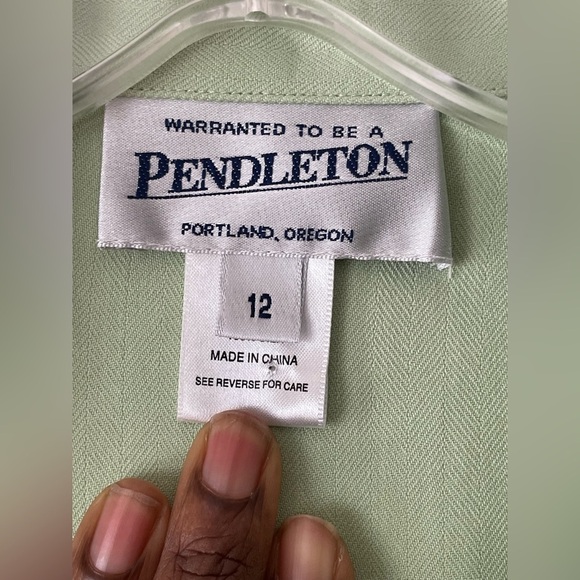 WARRANTED TO BE A
PENDLETON
PORTLAND, OREGON
12
MADE IN CHINA
SEE REVERSE FOR CARE